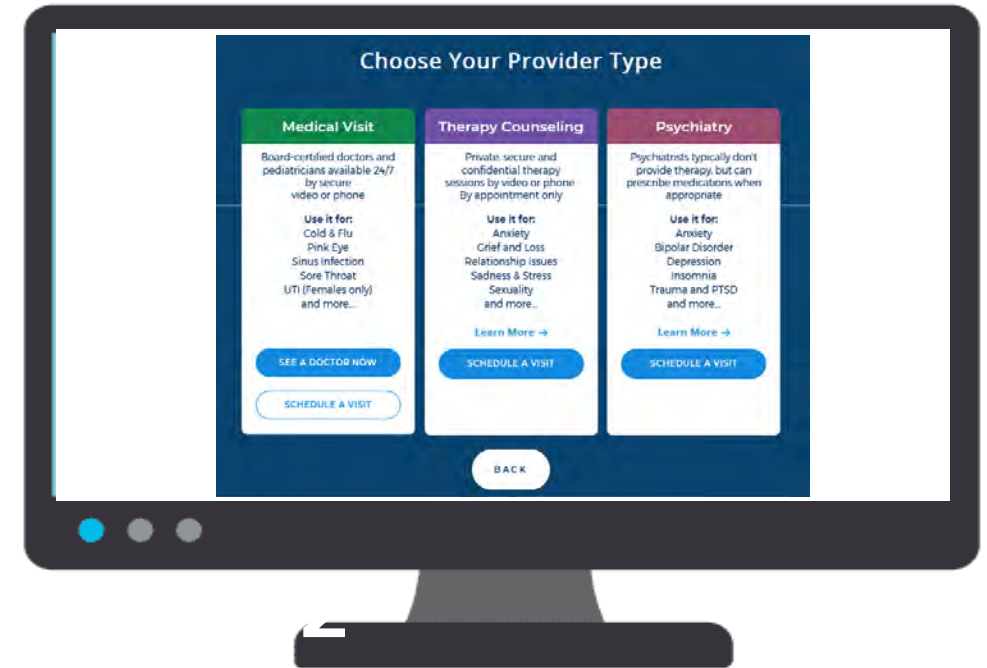 Choose Your Provider Type
Medical Visit
Board-certified doctors and
pediatricians available 24/7
by secure
video or phone
Use it for:
Cold & Flu
Pink Eye
Sinus Infection
Sore Throat
UTI (Females only)
and more...
SEE A DOCTOR NOW
SCHEDULE A VISIT
Therapy Counseling
Private, secure and
confidential therapy
sessions by video or phone
By appointment only
Use it for:
Anxiety
Grief and Loss
Relationship Issues
Sadness & Stress
Sexuality
and more...
Learn More →
SCHEDULE A VISIT
Psychiatry
Psychiatrists typically don't
provide therapy, but can
prescribe medications when
appropriate
Use it for:
Anxiety
Bipolar Disorder
Depression
Insomnia
Trauma and PTSD
and more...
Learn More →
SCHEDULE A VISIT
BACK